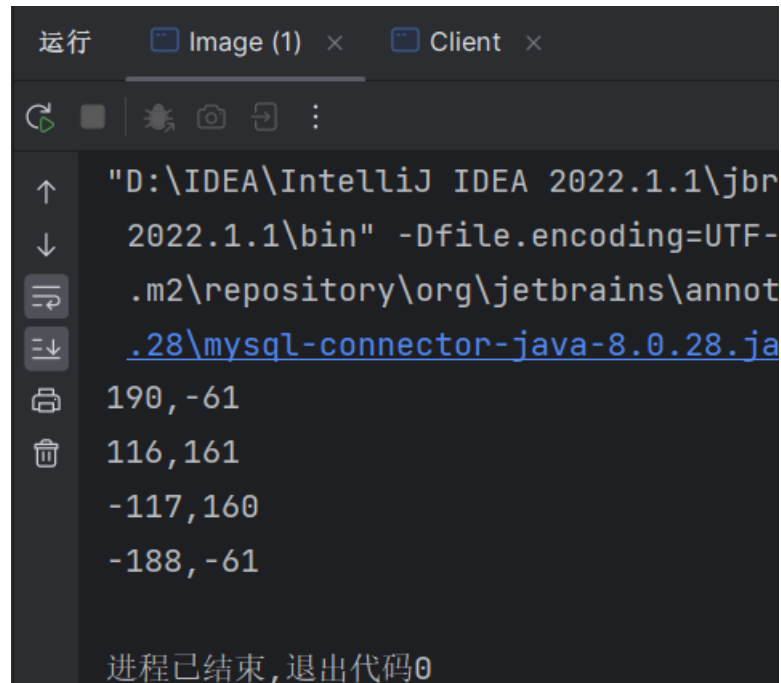 运行 Image (1) × Client ×
"D:\IDEA\IntelliJ IDEA 2022.1.1\jbr
2022.1.1\bin" -Dfile.encoding=UTF-
.m2\repository\org\jetbrains\annot
.28\mysql-connector-java-8.0.28.ja
190,-61
116,161
-117,160
-188,-61
进程已结束,退出代码0